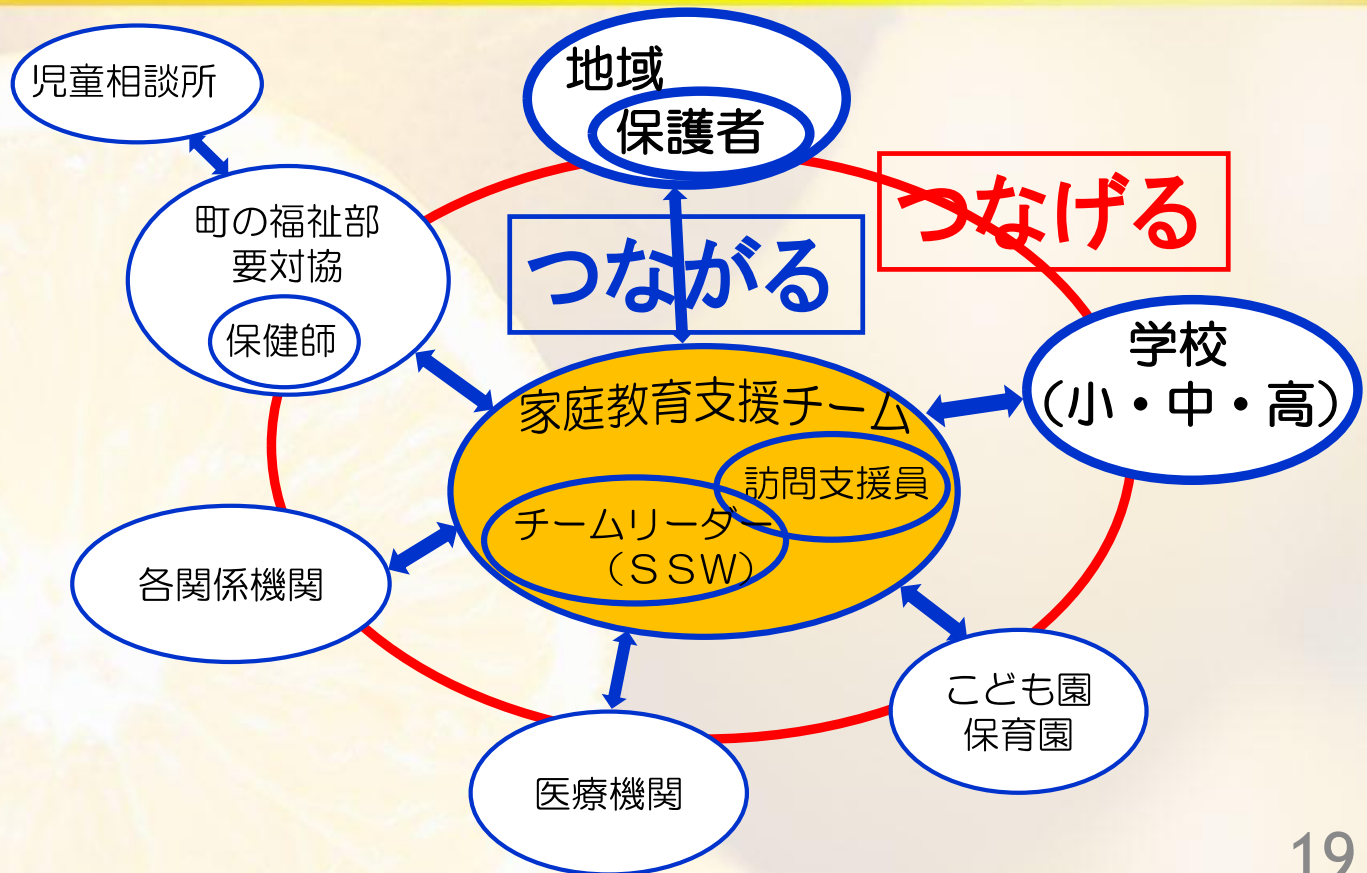 児童相談所
地域
保護者
つなげる
町の福祉部
要対協
保健師
つながる
学校
（小・中・高）
家庭教育支援チーム
訪問支援員
チームリーダー
（ＳＳＷ）
各関係機関
こども園
保育園
医療機関
19